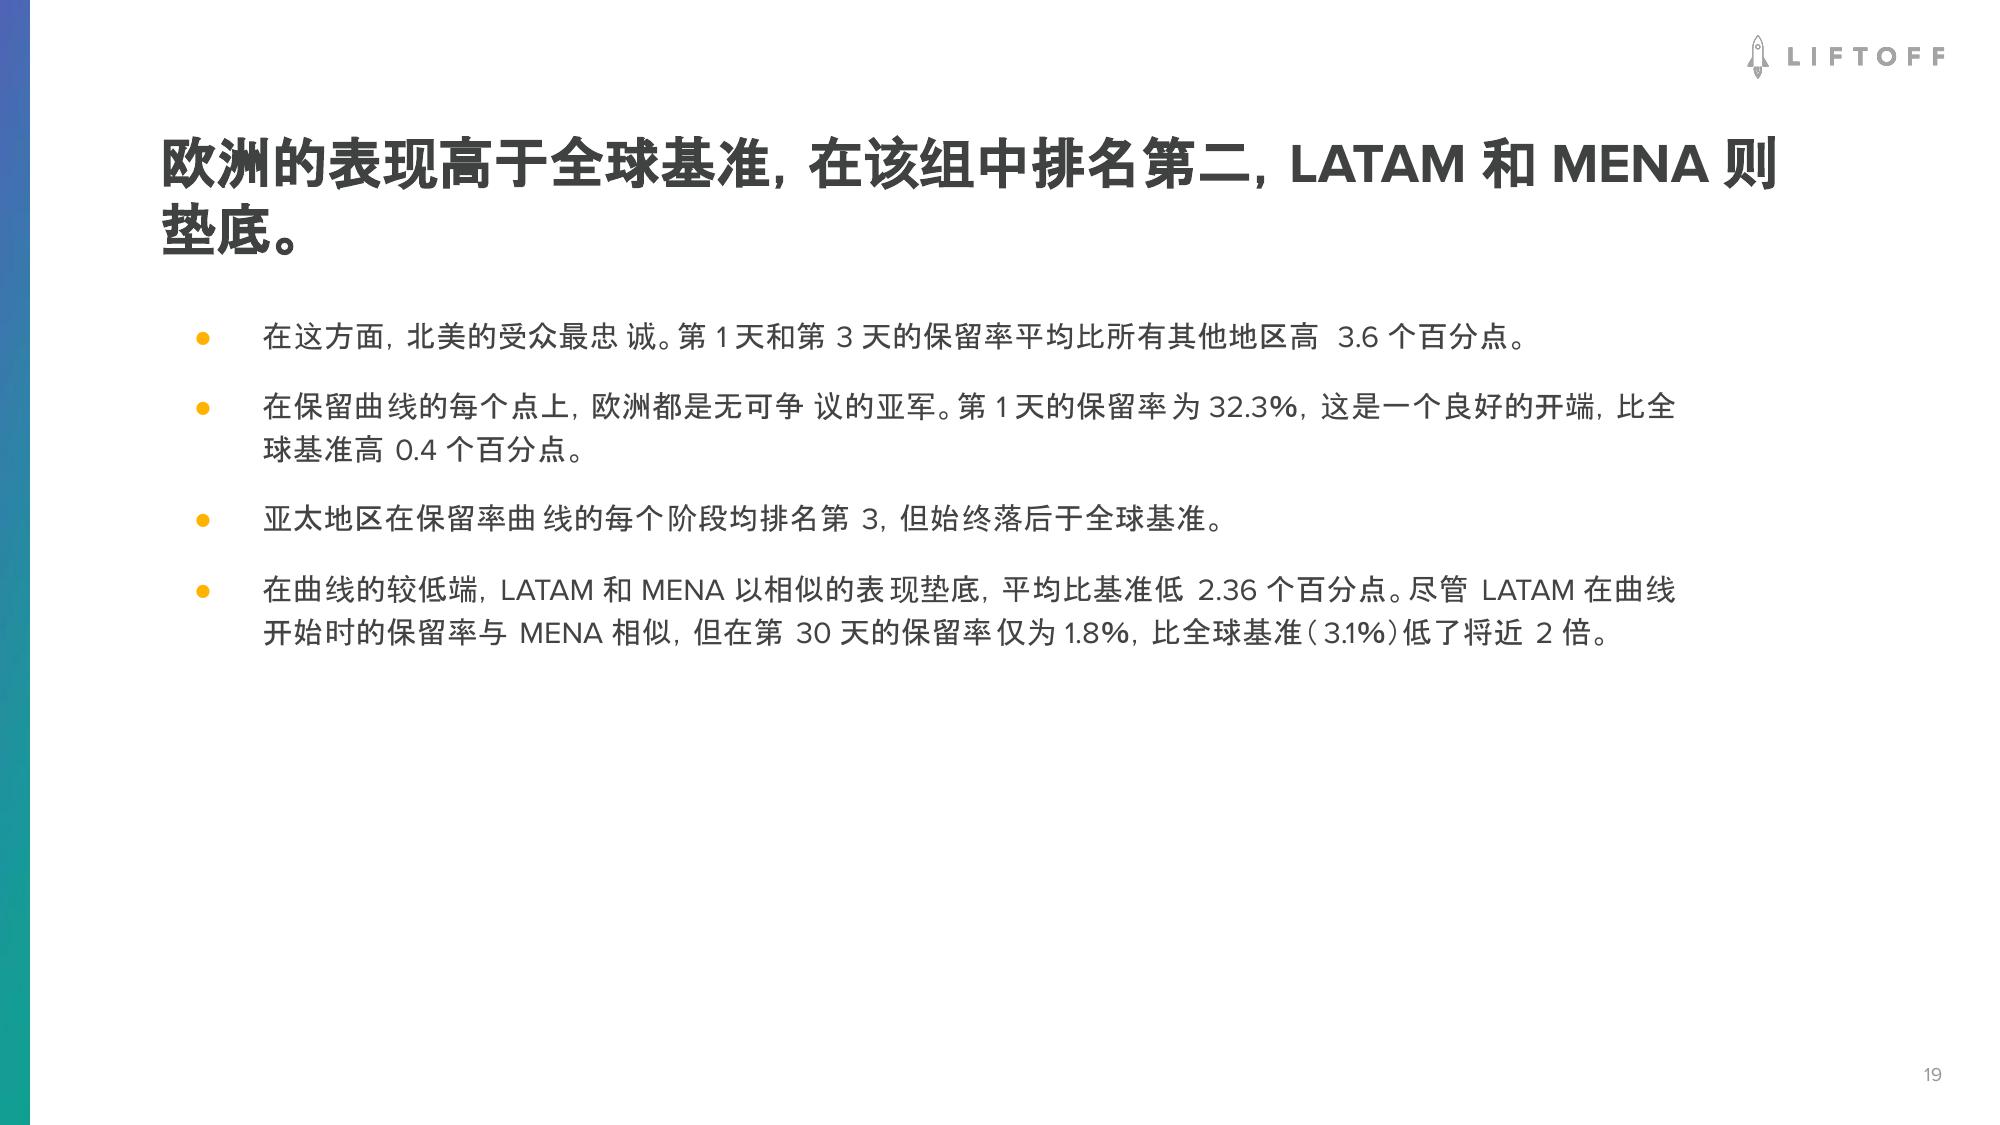 LIFTOFF
欧洲的表现高于全球基准，在该组中排名第二，LATAM 和 MENA 则
垫底。
● 在这方面，北美的受众最忠诚。第 1 天和第 3 天的保留率平均比所有其他地区高 3.6 个百分点。
● 在保留曲线的每个点上，欧洲都是无可争议的亚军。第 1 天的保留率为 32.3%，这是一个良好的开端，比全
球基准高 0.4 个百分点。
● 亚太地区在保留率曲线的每个阶段均排名第 3，但始终落后于全球基准。
● 在曲线的较低端，LATAM 和 MENA 以相似的表现垫底，平均比基准低 2.36 个百分点。尽管 LATAM 在曲线
开始时的保留率与 MENA 相似，但在第 30 天的保留率仅为 1.8%，比全球基准（3.1%）低了将近 2 倍。
19